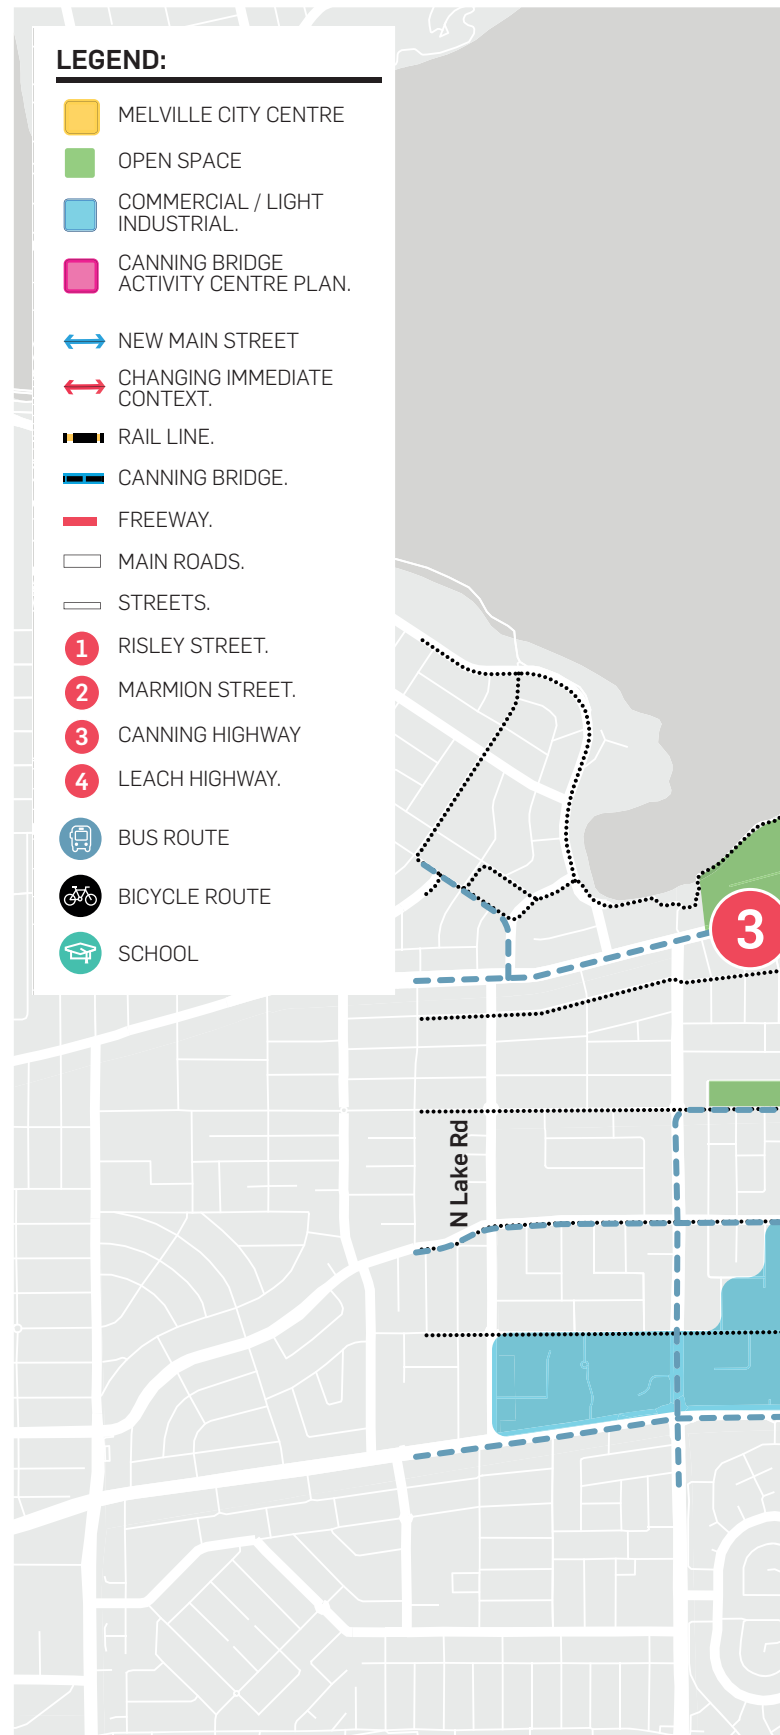 LEGEND:
MELVILLE CITY CENTRE
OPEN SPACE
COMMERCIAL / LIGHT
INDUSTRIAL.
CANNING BRIDGE
ACTIVITY CENTRE PLAN.
NEW MAIN STREET
CHANGING IMMEDIATE
CONTEXT.
RAIL LINE.
CANNING BRIDGE.
FREEWAY.
MAIN ROADS.
STREETS.
1 RISLEY STREET.
2 MARMION STREET.
3 CANNING HIGHWAY
4 LEACH HIGHWAY.
BUS ROUTE
BICYCLE ROUTE
SCHOOL
3
N Lake Rd